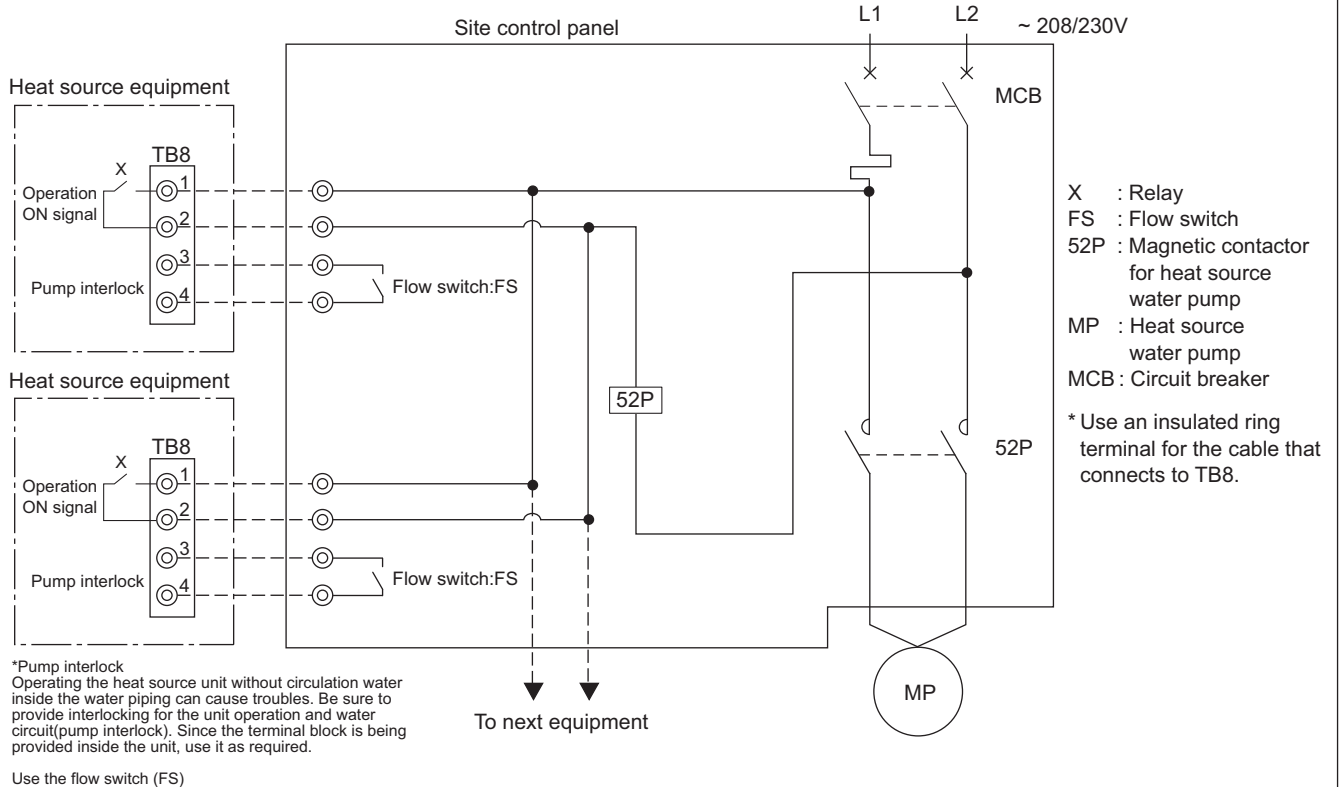 Site control panel
L1
L2
~ 208/230V
MCB
Heat source equipment
TB8
X
Operation
ON signal
1
2
3
4
Pump interlock
Flow switch:FS
Heat source equipment
TB8
X
Operation
ON signal
1
2
3
4
Pump interlock
Flow switch:FS
52P
52P
MP
To next equipment
X : Relay
FS : Flow switch
52P : Magnetic contactor
for heat source
water pump
MP : Heat source
water pump
MCB : Circuit breaker
* Use an insulated ring
terminal for the cable that
connects to TB8.
*Pump interlock
Operating the heat source unit without circulation water
inside the water piping can cause troubles. Be sure to
provide interlocking for the unit operation and water
circuit(pump interlock). Since the terminal block is being
provided inside the unit, use it as required.
Use the flow switch (FS)